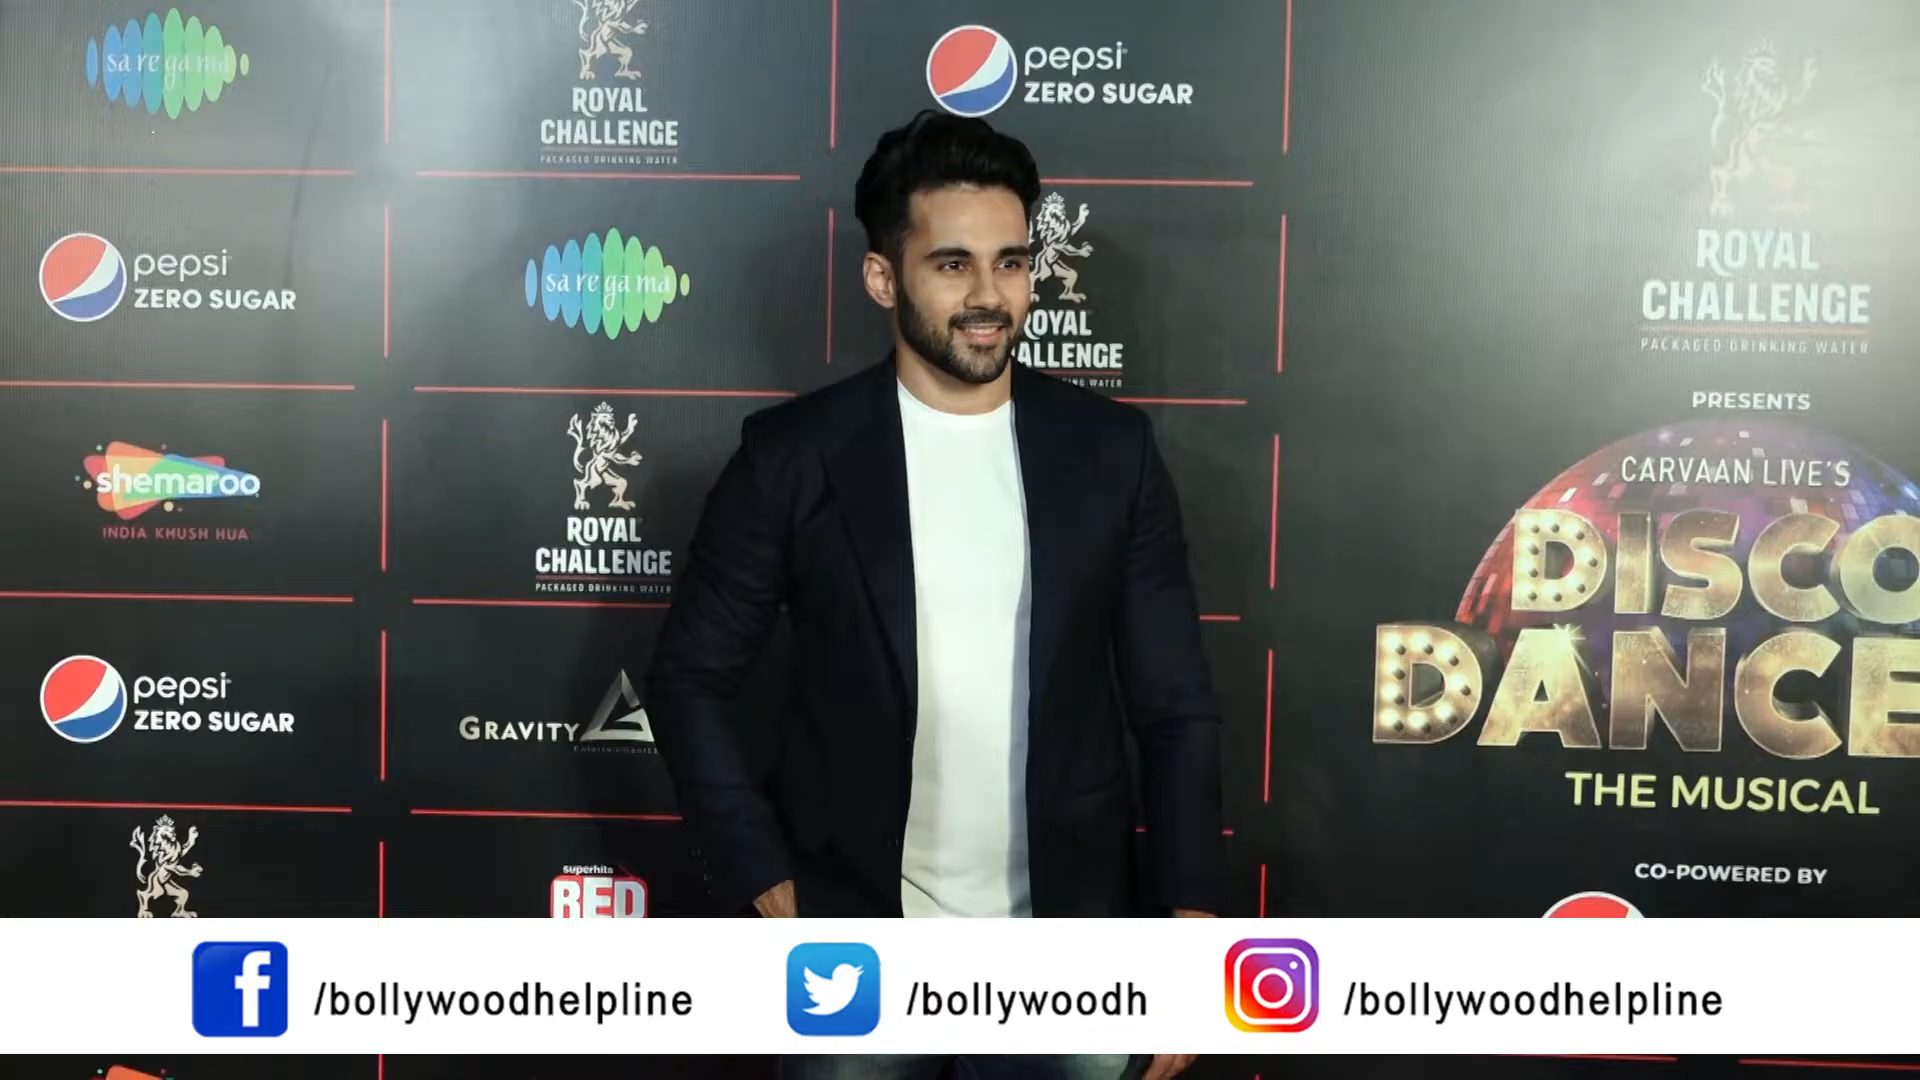 sa re ga ma
ROYAL
CHALLENGE
PACKAGED DRINKING WATER
pepsi
ZERO SUGAR
pepsi
ZERO SUGAR
sa re ga ma
ROYAL
ALLENGE
WATER
ROYAL
CHALLENGE
PACKAGED DRINKING WATER
PRESENTS
CARVAAN LIVE'S
DISCO
DANCE
THE MUSICAL
CO-POWERED BY
shemaroo
INDIA KHUSH HUA
ROYAL
CHALLENGE
PACKAGED DRINKING WATER
pepsi
ZERO SUGAR
GRAVITY
superhits
RED
/bollywoodhelpline
/bollywoodh
/bollywoodhelpline